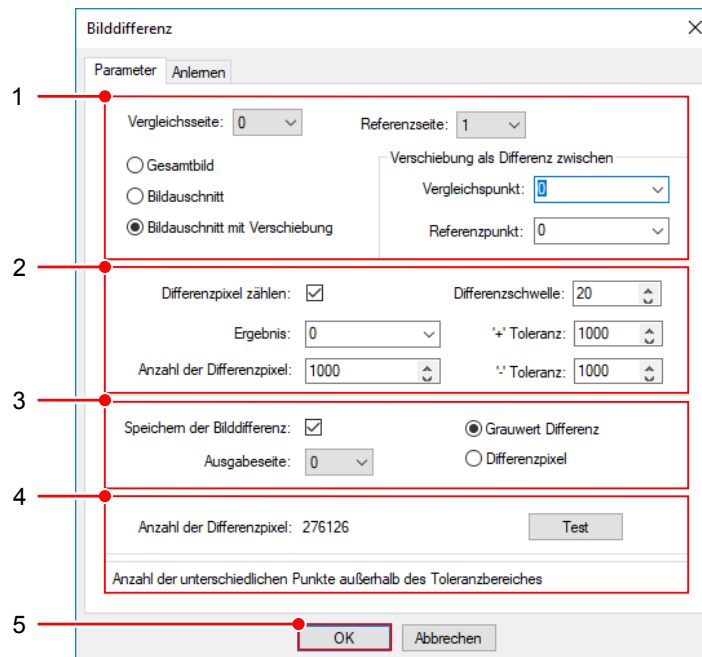 Bilddifferenz
Parameter Anlernen
1
Vergleichsseite: 0 Referenzseite: 1
Gesamtbild
Verschiebung als Differenz zwischen
Vergleichspunkt: 0
Bildauschnitt
Bildauschnitt mit Verschiebung
Referenzpunkt: 0
2
Differenzpixel zählen: Differenzschwelle: 20
Ergebnis: 0 '+' Toleranz: 1000
Anzahl der Differenzpixel: 1000 '-' Toleranz: 1000
3
Speichern der Bilddifferenz: Grauwert Differenz
Ausgabeseite: 0 Differenzpixel
4
Anzahl der Differenzpixel: 276126 Test
Anzahl der unterschiedlichen Punkte außerhalb des Toleranzbereiches
5
OK Abbrechen